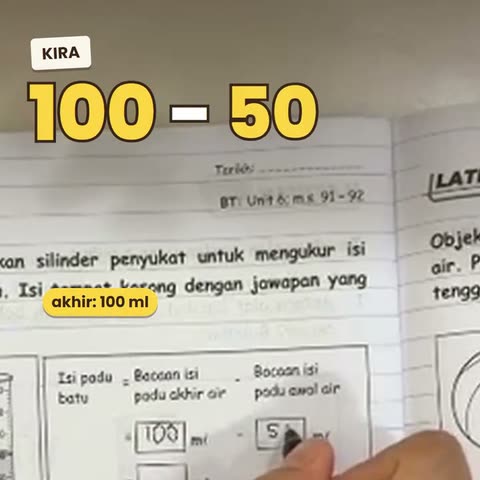 KIRA
100 - 50
Tarikh:
BT: Unit 6; m.s. 91 - 92
kan silinder penyukat untuk mengukur isi
. Isi kosong dengan jawapan yang
akhir: 100 ml
Isi padu batu = Bacaan isi padu akhir air - Bacaan isi padu awal air
= 100 ml - 5
LAT
Objek
air. P
tengg